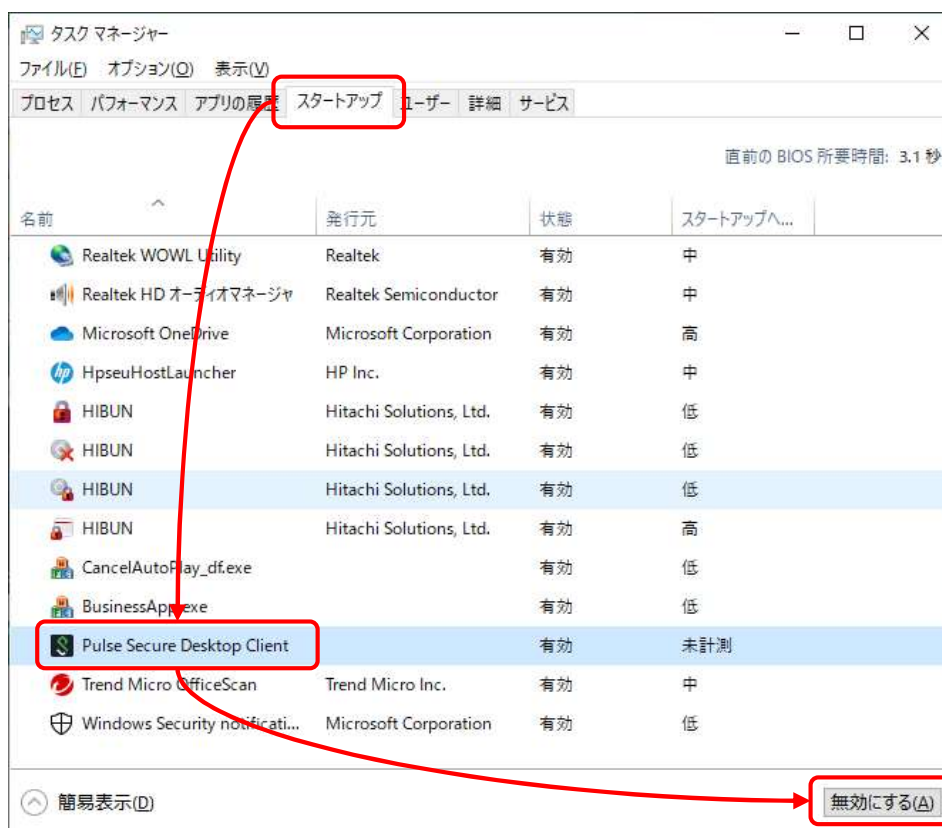 タスク マネージャー
ファイル(F) オプション(O) 表示(V)
プロセス パフォーマンス アプリの履歴 スタートアップ ユーザー 詳細 サービス
直前の BIOS 所要時間: 3.1 秒
名前 発行元 状態 スタートアップへ...
Realtek WOWL Utility Realtek 有効 中
Realtek HD オーディオマネージャ Realtek Semiconductor 有効 中
Microsoft OneDrive Microsoft Corporation 有効 高
HpseuHostLauncher HP Inc. 有効 中
HIBUN Hitachi Solutions, Ltd. 有効 低
HIBUN Hitachi Solutions, Ltd. 有効 低
HIBUN Hitachi Solutions, Ltd. 有効 低
HIBUN Hitachi Solutions, Ltd. 有効 高
CancelAutoPlay_df.exe 有効 低
BusinessApp.exe 有効 低
Pulse Secure Desktop Client 有効 未計測
Trend Micro OfficeScan Trend Micro Inc. 有効 中
Windows Security notificati... Microsoft Corporation 有効 低
簡易表示(D) 無効にする(A)